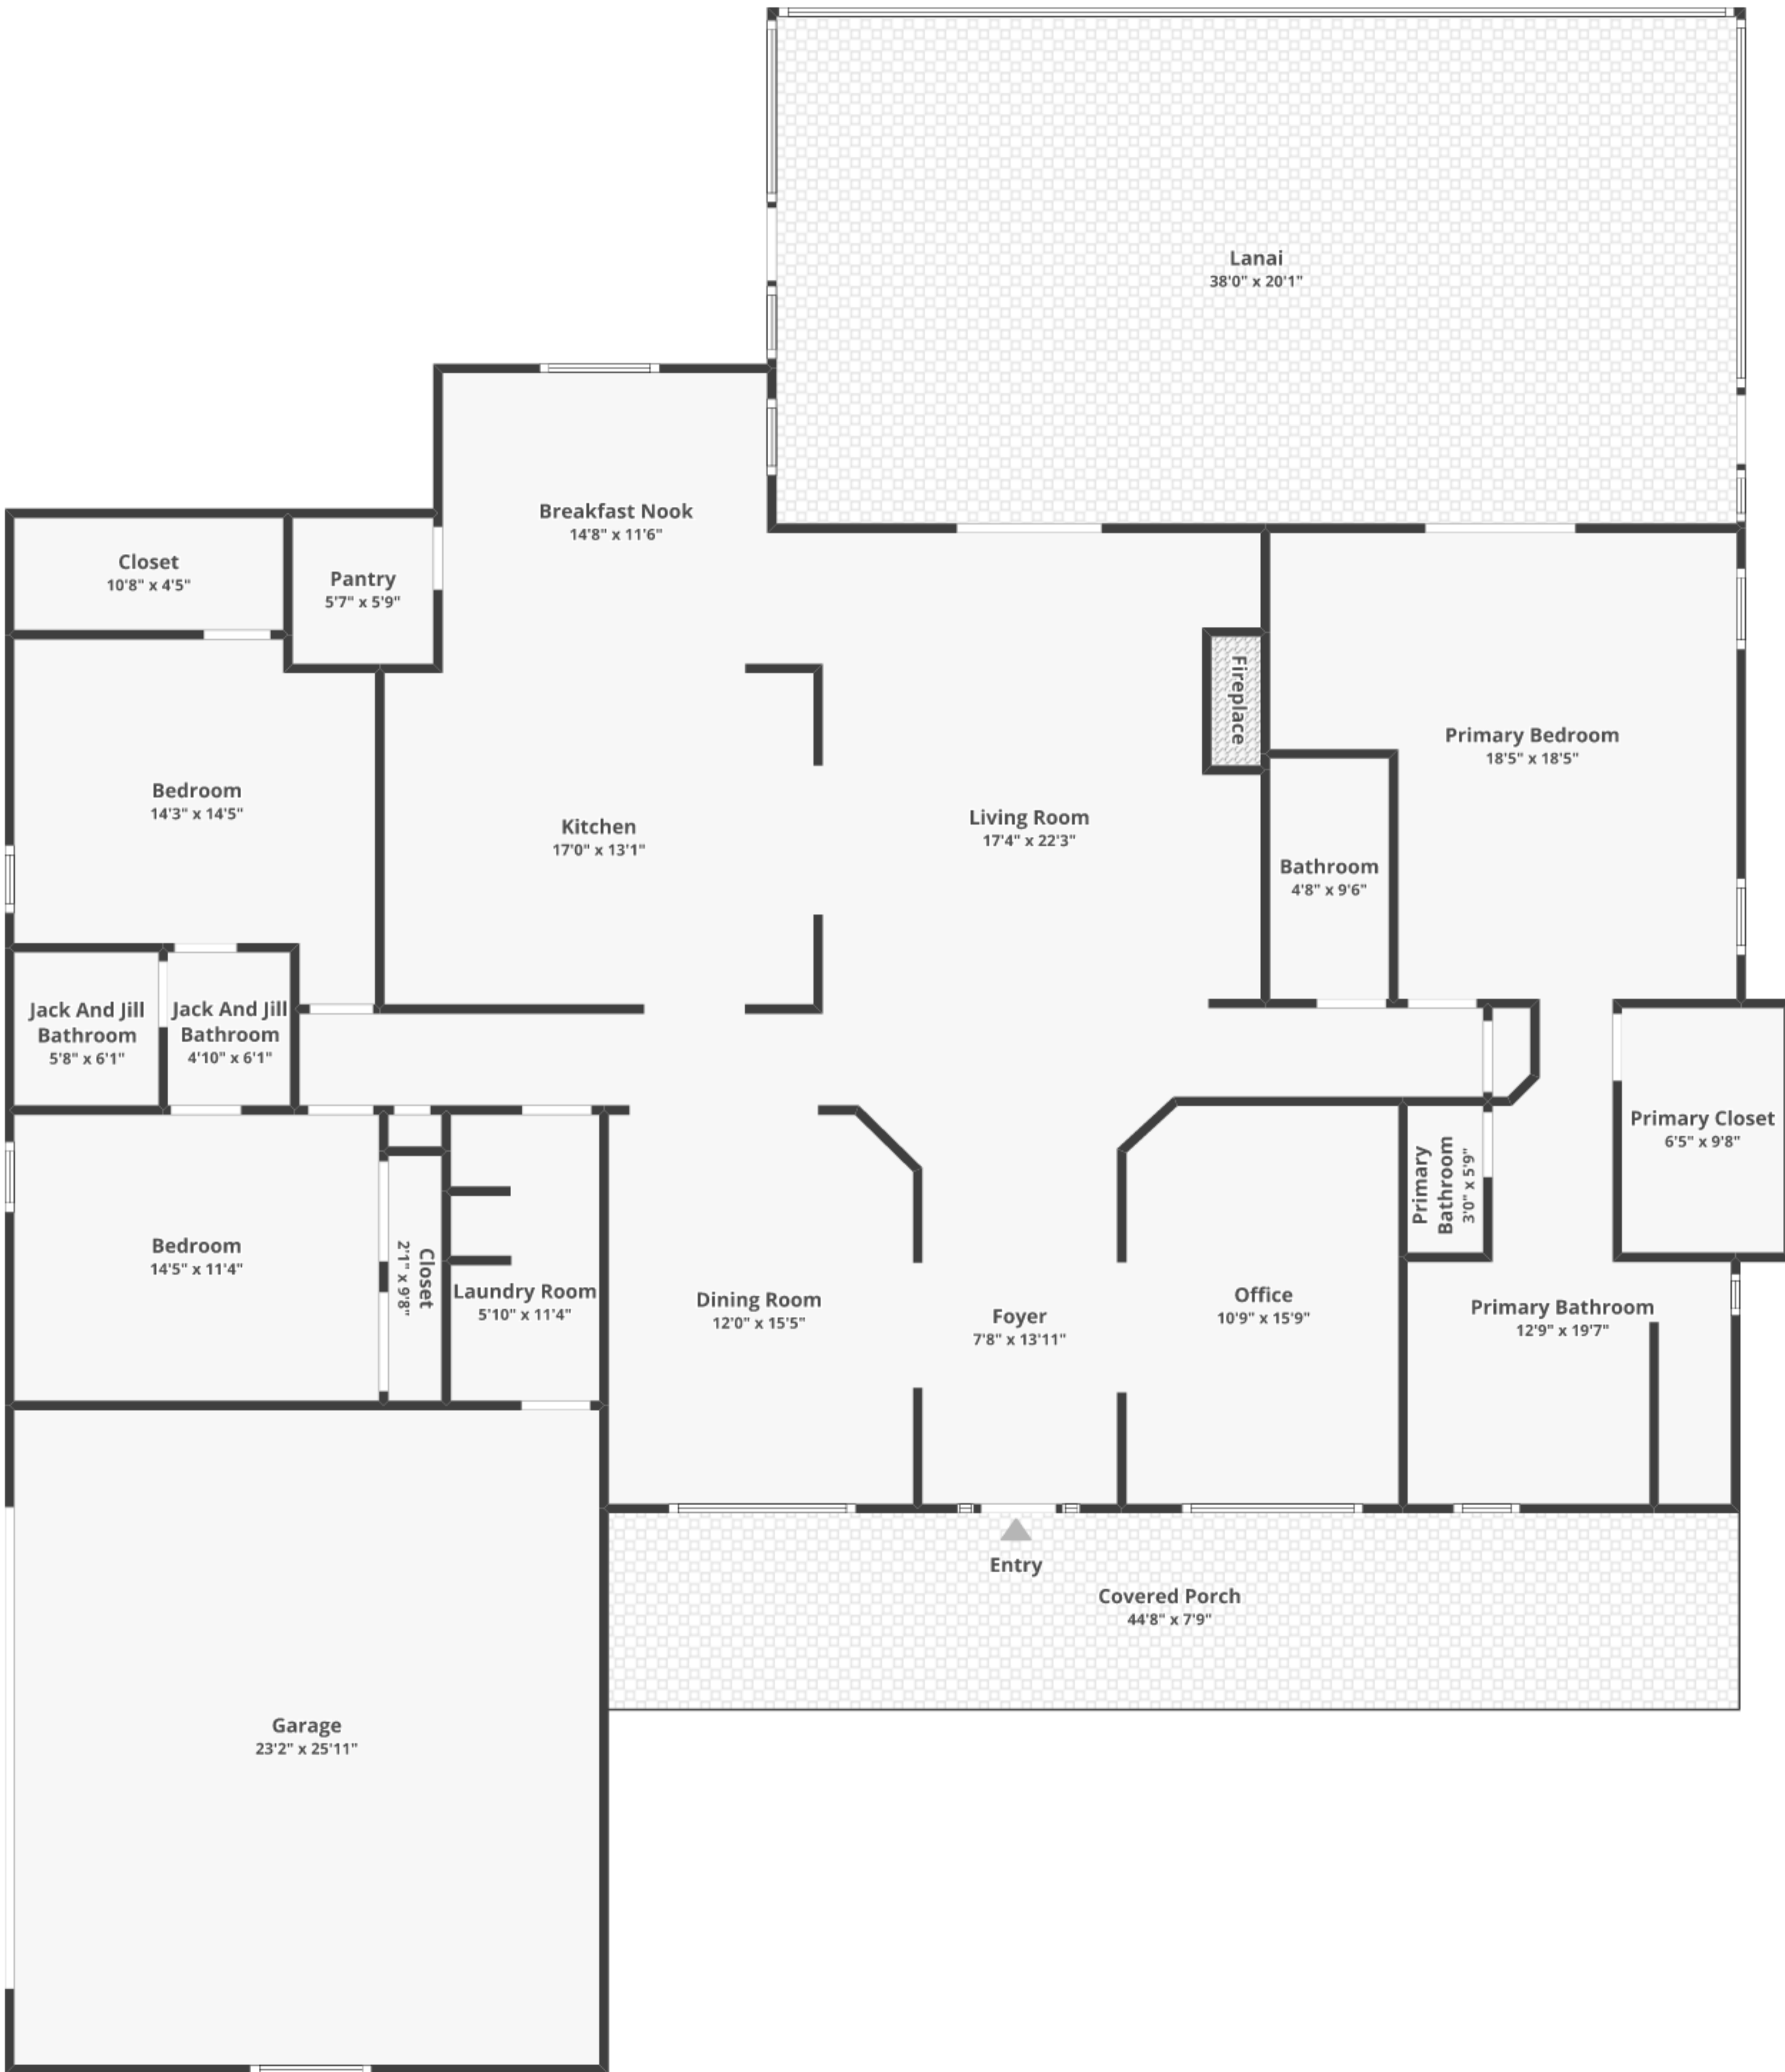 Lanai
38'0" x 20'1"
Breakfast Nook
14'8" x 11'6"
Closet
10'8" x 4'5"
Pantry
5'7" x 5'9"
Fireplace
Primary Bedroom
18'5" x 18'5"
Bedroom
14'3" x 14'5"
Kitchen
17'0" x 13'1"
Living Room
17'4" x 22'3"
Bathroom
4'8" x 9'6"
Jack And Jill
Bathroom
5'8" x 6'1"
Jack And Jill
Bathroom
4'10" x 6'1"
Primary Closet
6'5" x 9'8"
Primary
Bathroom
3'0" x 5'9"
Bedroom
14'5" x 11'4"
Closet
2'1" x 9'8"
Laundry Room
5'10" x 11'4"
Dining Room
12'0" x 15'5"
Foyer
7'8" x 13'11"
Office
10'9" x 15'9"
Primary Bathroom
12'9" x 19'7"
Entry
Covered Porch
44'8" x 7'9"
Garage
23'2" x 25'11"